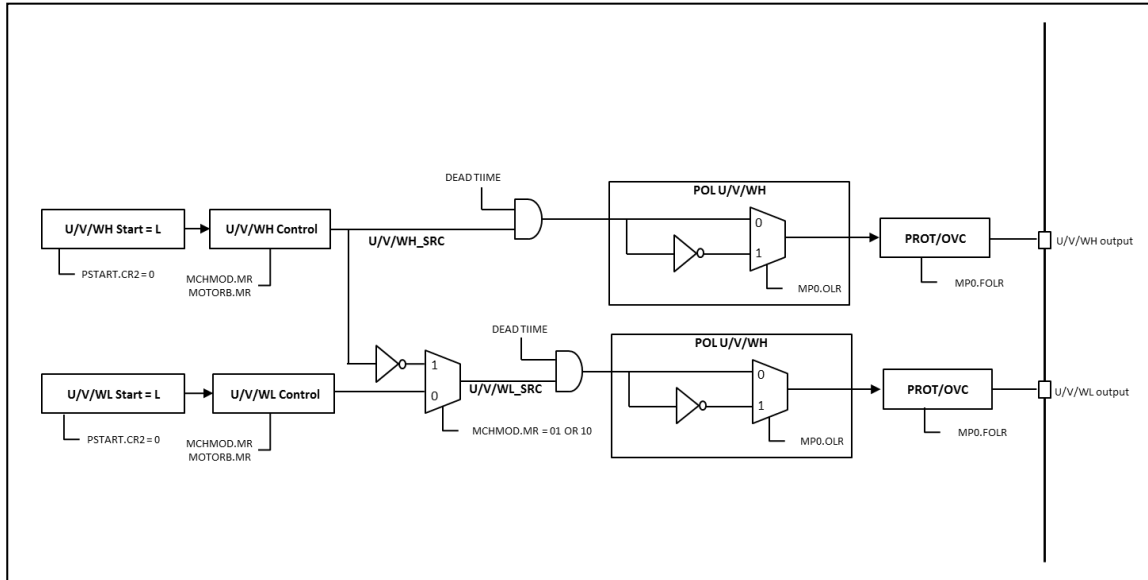 DEAD TIIME
POL U/V/WH
U/V/WH Start = L
U/V/WH Control
U/V/WH_SRC
0
1
PROT/OVC
U/V/WH output
PSTART.CR2 = 0
MCHMOD.MR
MOTORB.MR
MP0.OLR
MP0.FOLR
DEAD TIIME
POL U/V/WH
U/V/WL Start = L
U/V/WL Control
1
0
U/V/WL_SRC
0
1
PROT/OVC
U/V/WL output
PSTART.CR2 = 0
MCHMOD.MR
MOTORB.MR
MCHMOD.MR = 01 OR 10
MP0.OLR
MP0.FOLR